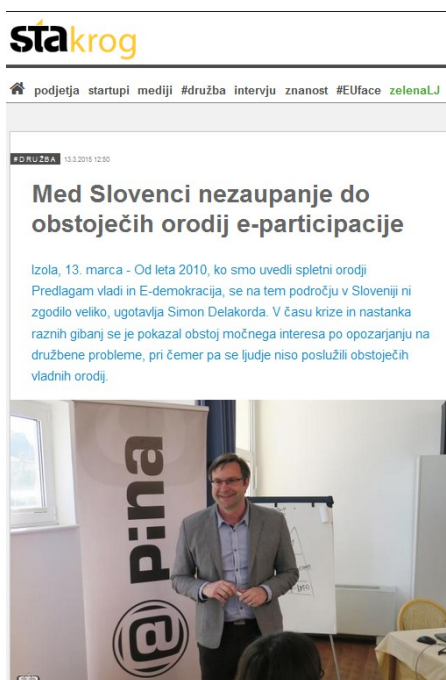 stakrog
podjetja startupi mediji #družba intervju znanost #EUface zelenaLJ
#DRUŽBA 13.3.2015 12:50
Med Slovenci nezaupanje do
obstoječih orodij e-participacije
Izola, 13. marca - Od leta 2010, ko smo uvedli spletni orodji
Predlagam vladi in E-demokracija, se na tem področju v Sloveniji ni
zgodilo veliko, ugotavlja Simon Delakorda. V času krize in nastanka
raznih gibanj se je pokazal obstoj močnega interesa po opozarjanju na
družbene probleme, pri čemer pa se ljudje niso poslužili obstoječih
vladnih orodij.
@ pina